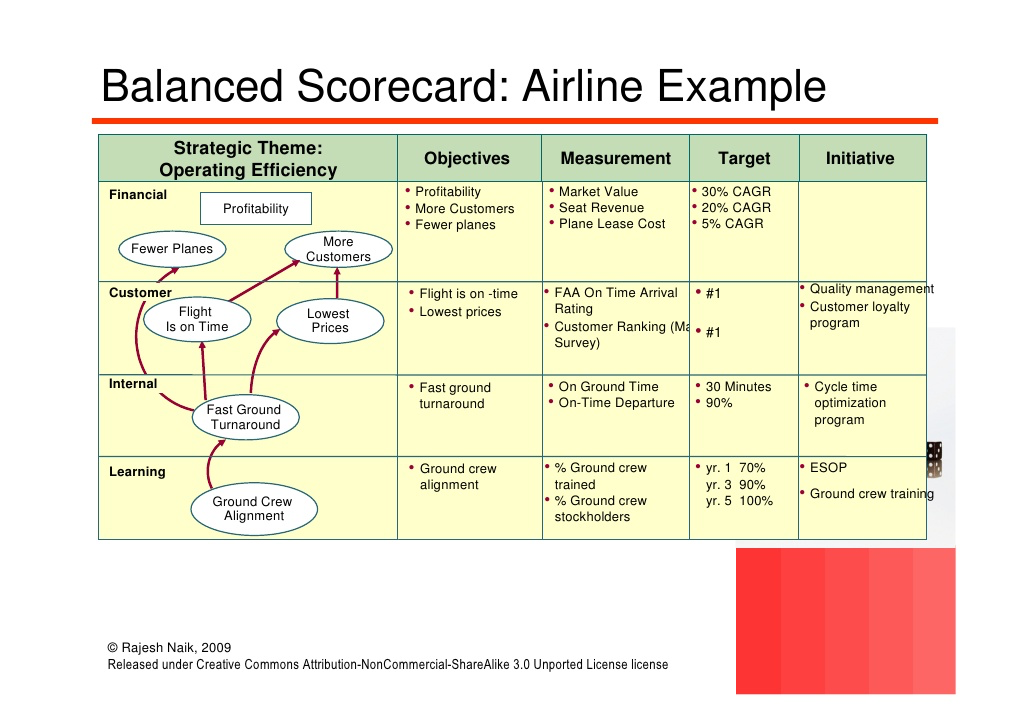 Balanced Scorecard: Airline Example
Strategic Theme:
Operating Efficiency
Objectives
Measurement
Target
Initiative
Financial
Profitability
Fewer Planes
More
Customers
• Profitability
• More Customers
• Fewer planes
• Market Value
• Seat Revenue
• Plane Lease Cost
• 30% CAGR
• 20% CAGR
• 5% CAGR
Customer
Flight
Is on Time
Lowest
Prices
• Flight is on -time
• Lowest prices
• FAA On Time Arrival
Rating
• Customer Ranking (Ma
Survey)
• #1
• #1
• Quality management
• Customer loyalty
program
Internal
Fast Ground
Turnaround
• Fast ground
turnaround
• On Ground Time
• On-Time Departure
• 30 Minutes
• 90%
• Cycle time
optimization
program
Learning
Ground Crew
Alignment
• Ground crew
alignment
• % Ground crew
trained
• % Ground crew
stockholders
• yr. 1 70%
yr. 3 90%
yr. 5 100%
• ESOP
• Ground crew training
© Rajesh Naik, 2009
Released under Creative Commons Attribution-NonCommercial-ShareAlike 3.0 Unported License license